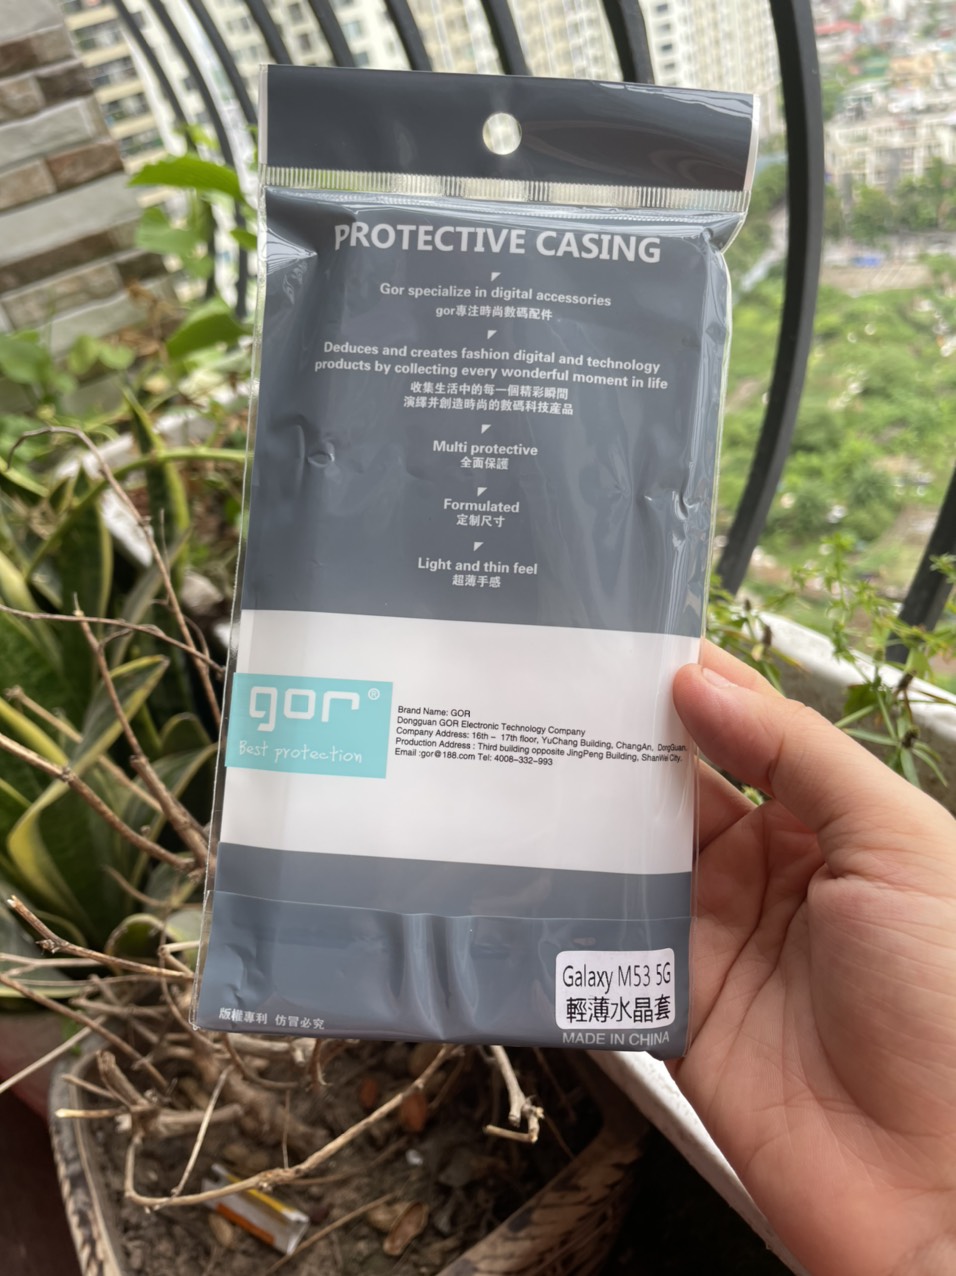 PROTECTIVE CASING
Gor specialize in digital accessories
gor專注時尚數碼配件
Deduces and creates fashion digital and technology
products by collecting every wonderful moment in life
收集生活中的每一個精彩瞬間
演繹并創造時尚的數碼科技產品
Multi protective
全面保護
Formulated
定制尺寸
Light and thin feel
超薄手感
gor®
Best protection
Brand Name: GOR
Dongguan GOR Electronic Technology Company
Company Address: 16th – 17th floor, YuChang Building, ChangAn, DongGuan.
Production Address : Third building opposite JingPeng Building, ShanWei City.
Email :gor@188.com Tel: 4008-332-993
Galaxy M53 5G
輕薄水晶套
版權專利 仿冒必究
MADE IN CHINA